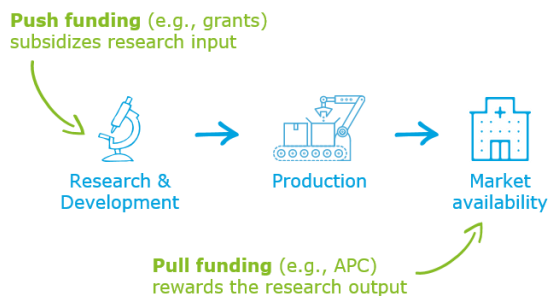 Push funding (e.g., grants)
subsidizes research input
Research &
Development
Production
Market
availability
Pull funding (e.g., APC)
rewards the research output